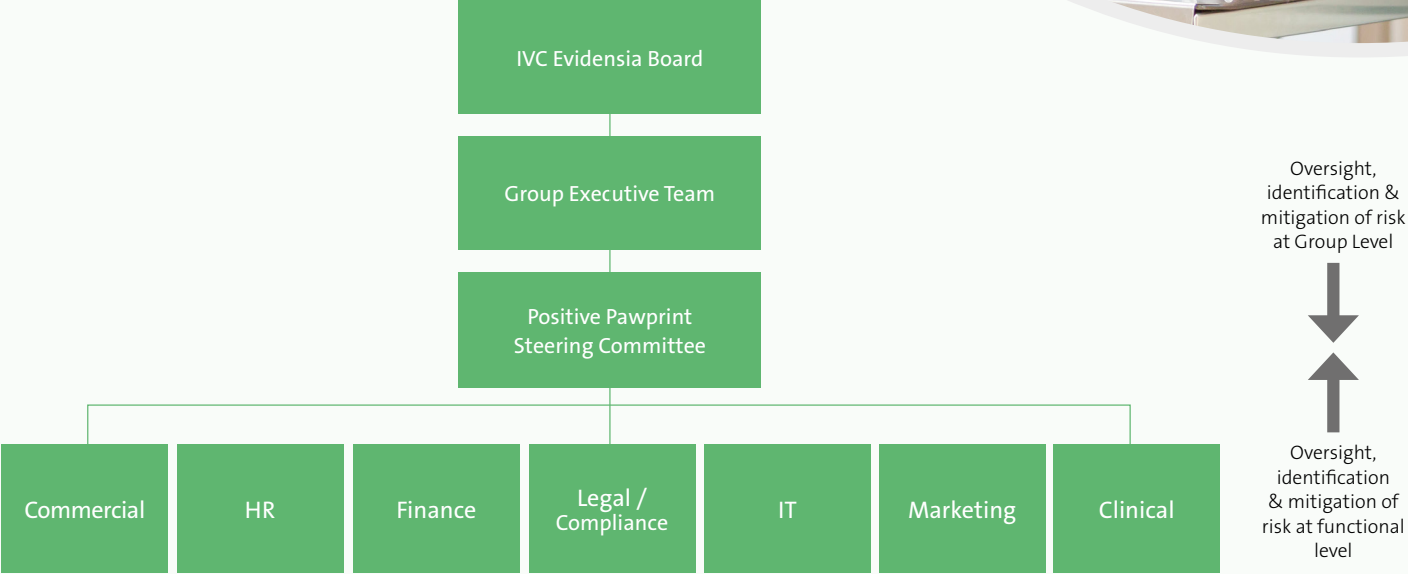 IVC Evidensia Board
Group Executive Team
Positive Pawprint
Steering Committee
Commercial
HR
Finance
Legal /
Compliance
IT
Marketing
Clinical
Oversight,
identification &
mitigation of risk
at Group Level
Oversight,
identification
& mitigation of
risk at functional
level